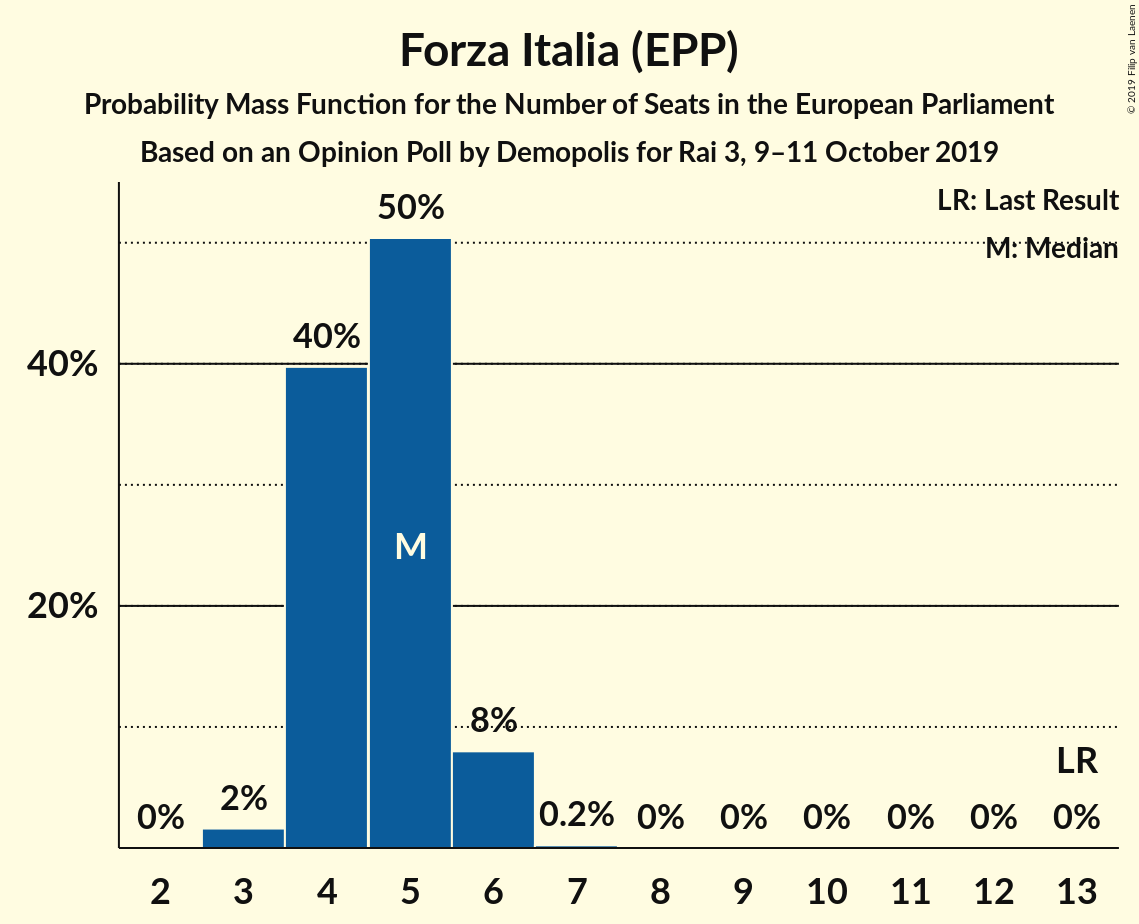 Forza Italia (EPP)
Probability Mass Function for the Number of Seats in the European Parliament
Based on an Opinion Poll by Demopolis for Rai 3, 9–11 October 2019
© 2019 Filip van Laenen
LR: Last Result
M: Median
50%
40%
40%
M
20%
8%
LR
0%
2%
0.2%
0%
0%
0%
0%
0%
0%
2 3 4 5 6 7 8 9 10 11 12 13